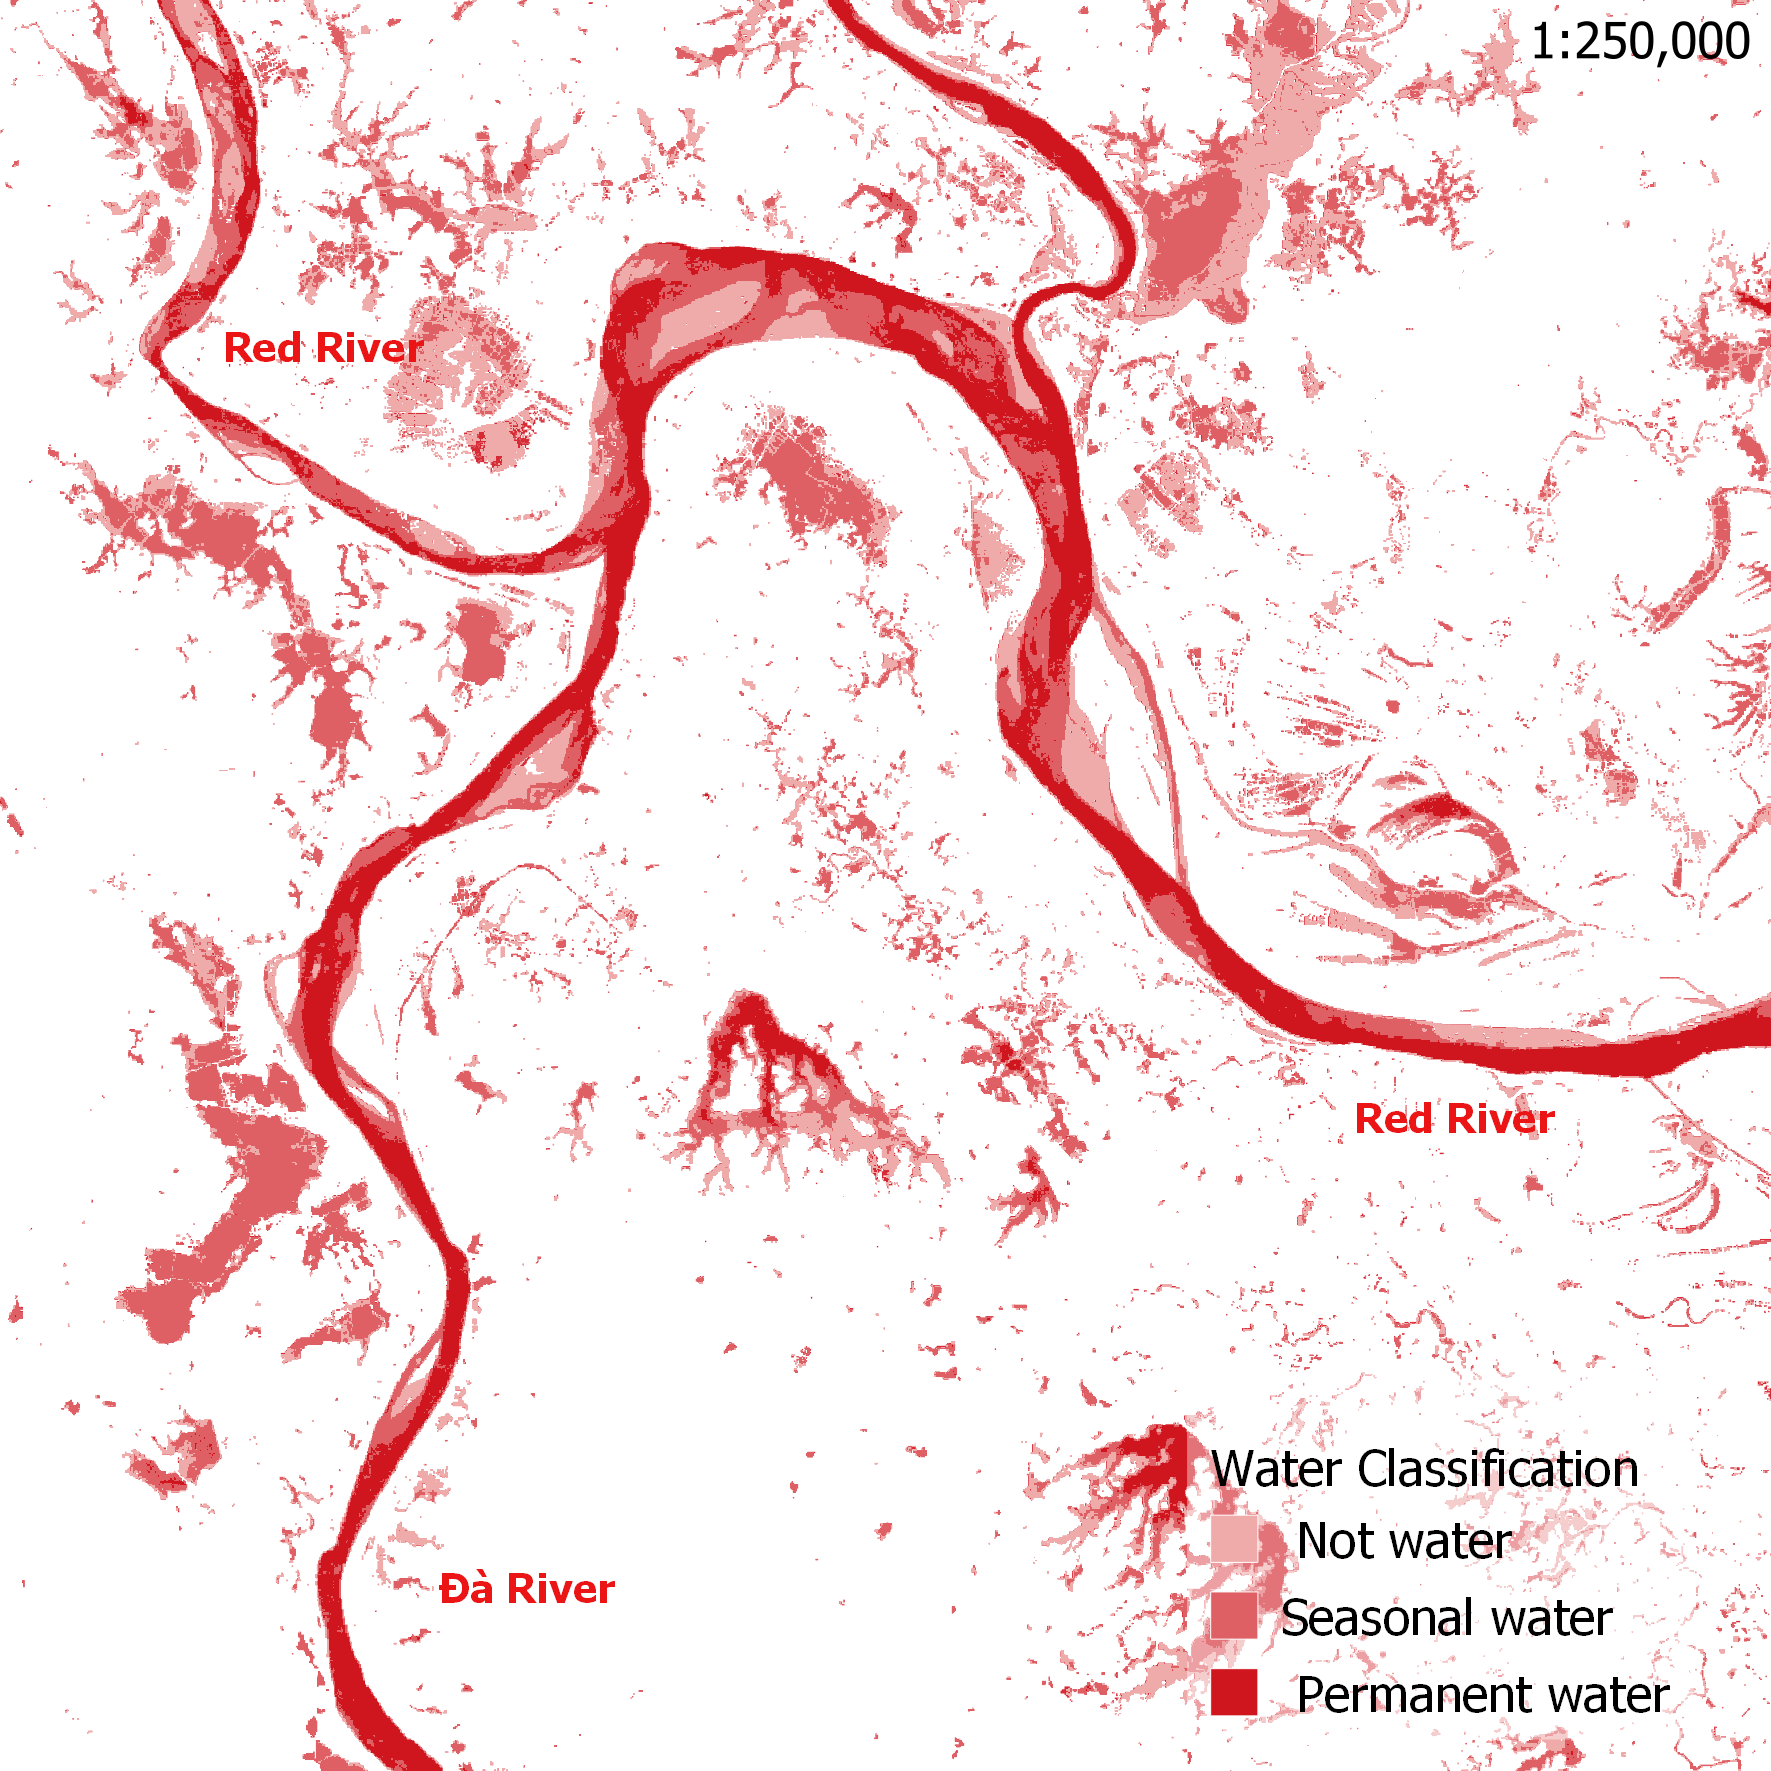 1:250,000
Red River
Red River
Đà River
Water Classification
Not water
Seasonal water
Permanent water